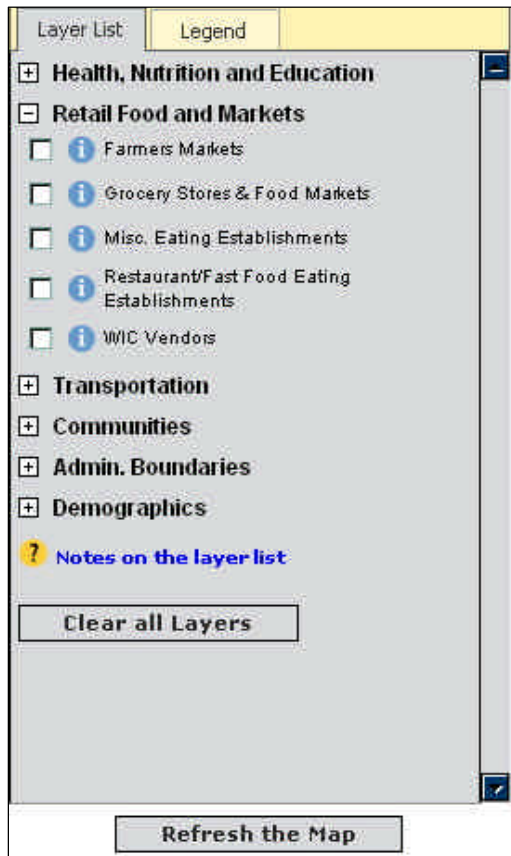 Layer List
Legend
Health, Nutrition and Education
Retail Food and Markets
Farmers Markets
Grocery Stores & Food Markets
Misc. Eating Establishments
Restaurant/Fast Food Eating
Establishments
WIC Vendors
Transportation
Communities
Admin. Boundaries
Demographics
Notes on the layer list
Clear all Layers
Refresh the Map